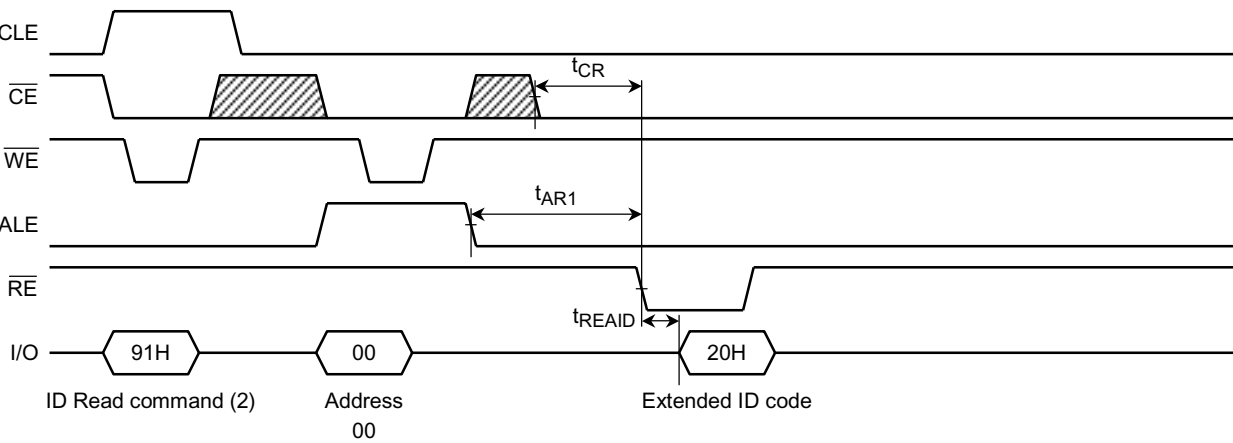 CLE
CE
tCR
WE
tAR1
ALE
RE
tREAID
I/O
91H
00
20H
ID Read command (2)
Address
00
Extended ID code